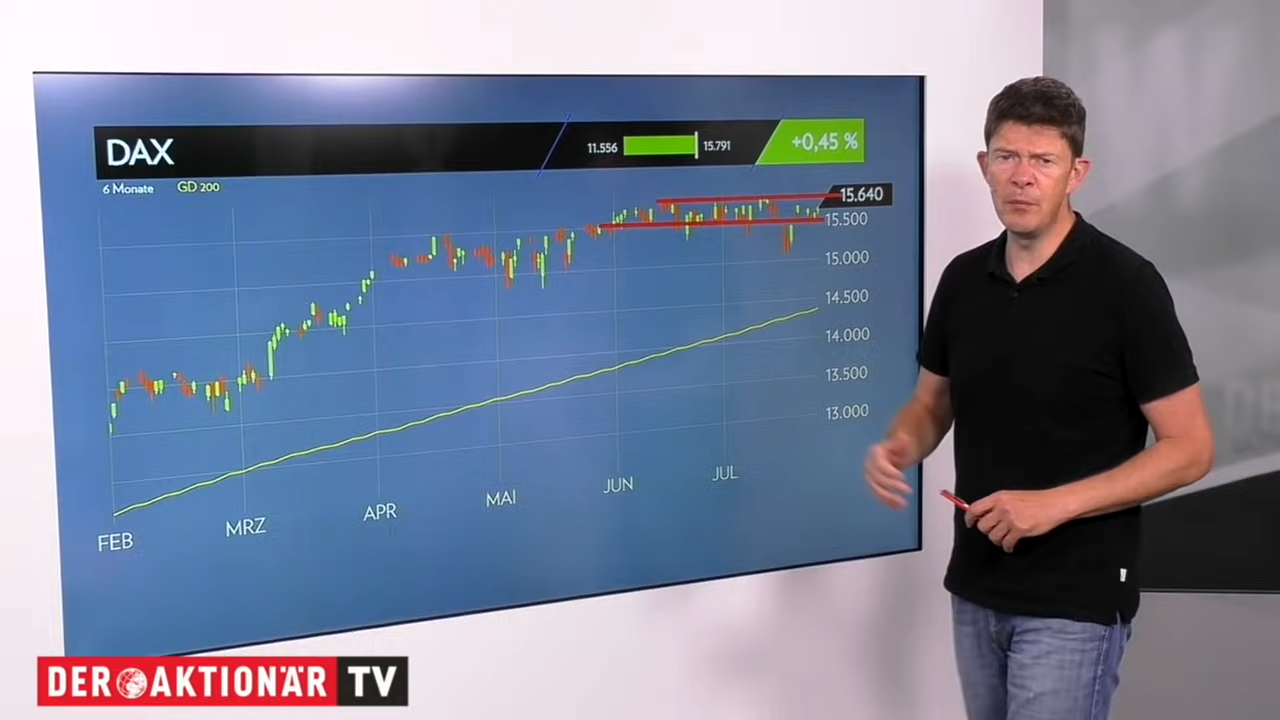 DAX
11.556
15.791
+0,45 %
6 Monate
GD 200
15.640
15.500
15.000
14.500
14.000
13.500
13.000
FEB
MRZ
APR
MAI
JUN
JUL
DER AKTIONÄR TV